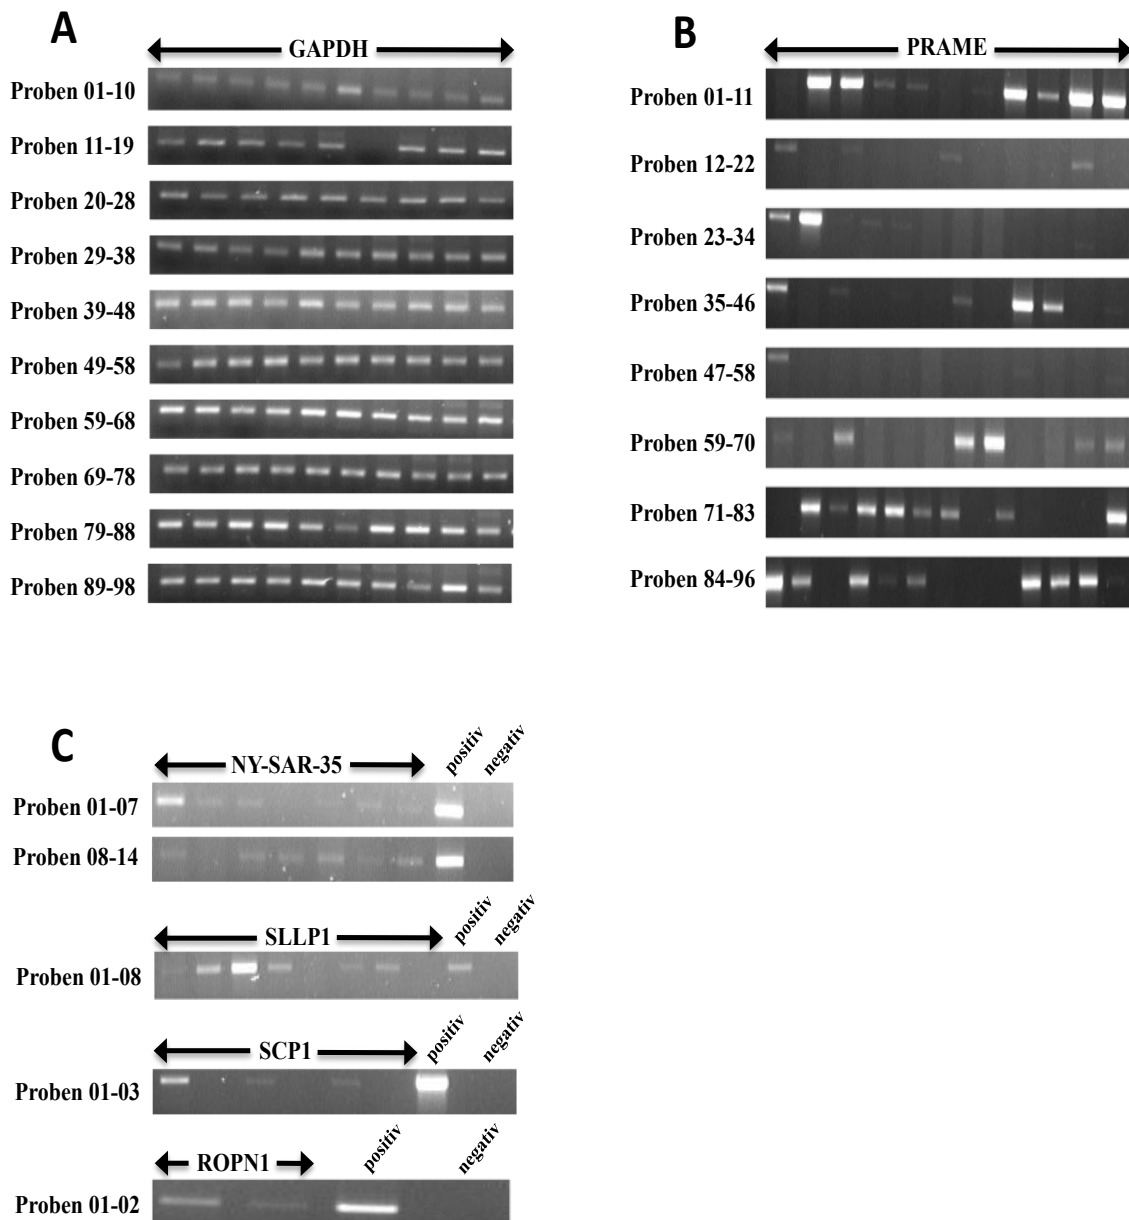 A
GAPDH
Proben 01-10
Proben 11-19
Proben 20-28
Proben 29-38
Proben 39-48
Proben 49-58
Proben 59-68
Proben 69-78
Proben 79-88
Proben 89-98
B
PRAME
Proben 01-11
Proben 12-22
Proben 23-34
Proben 35-46
Proben 47-58
Proben 59-70
Proben 71-83
Proben 84-96
C
NY-SAR-35 positiv negativ
Proben 01-07
Proben 08-14
SLLP1 positiv negativ
Proben 01-08
SCP1 positiv negativ
Proben 01-03
ROPN1 positiv negativ
Proben 01-02